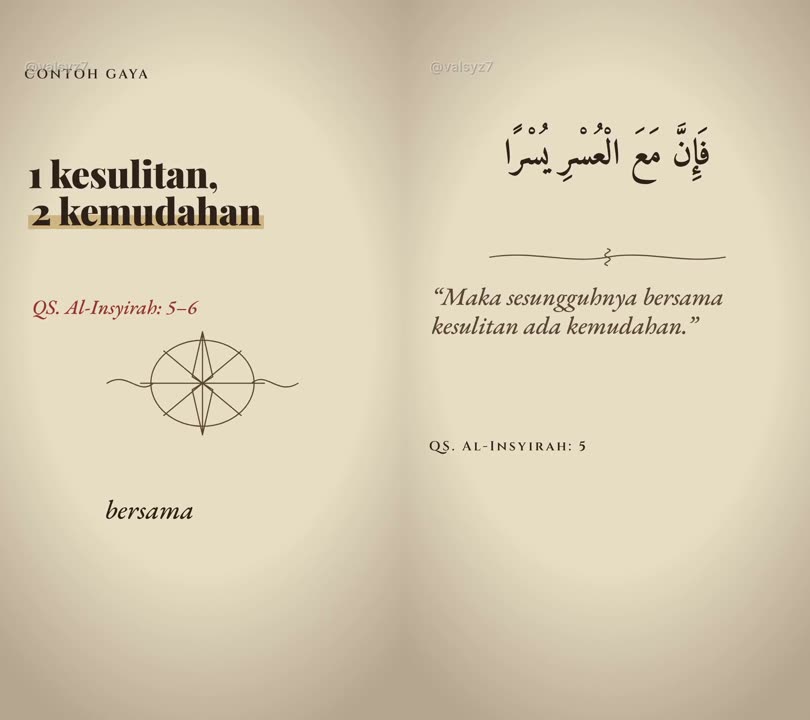 @valsyz7
CONTOH GAYA
1 kesulitan,
2 kemudahan
QS. Al-Insyirah: 5–6
bersama
@valsyz7
فَإِنَّ مَعَ الْعُسْرِ يُسْرًا
“Maka sesungguhnya bersama
kesulitan ada kemudahan.”
QS. Al-Insyirah: 5